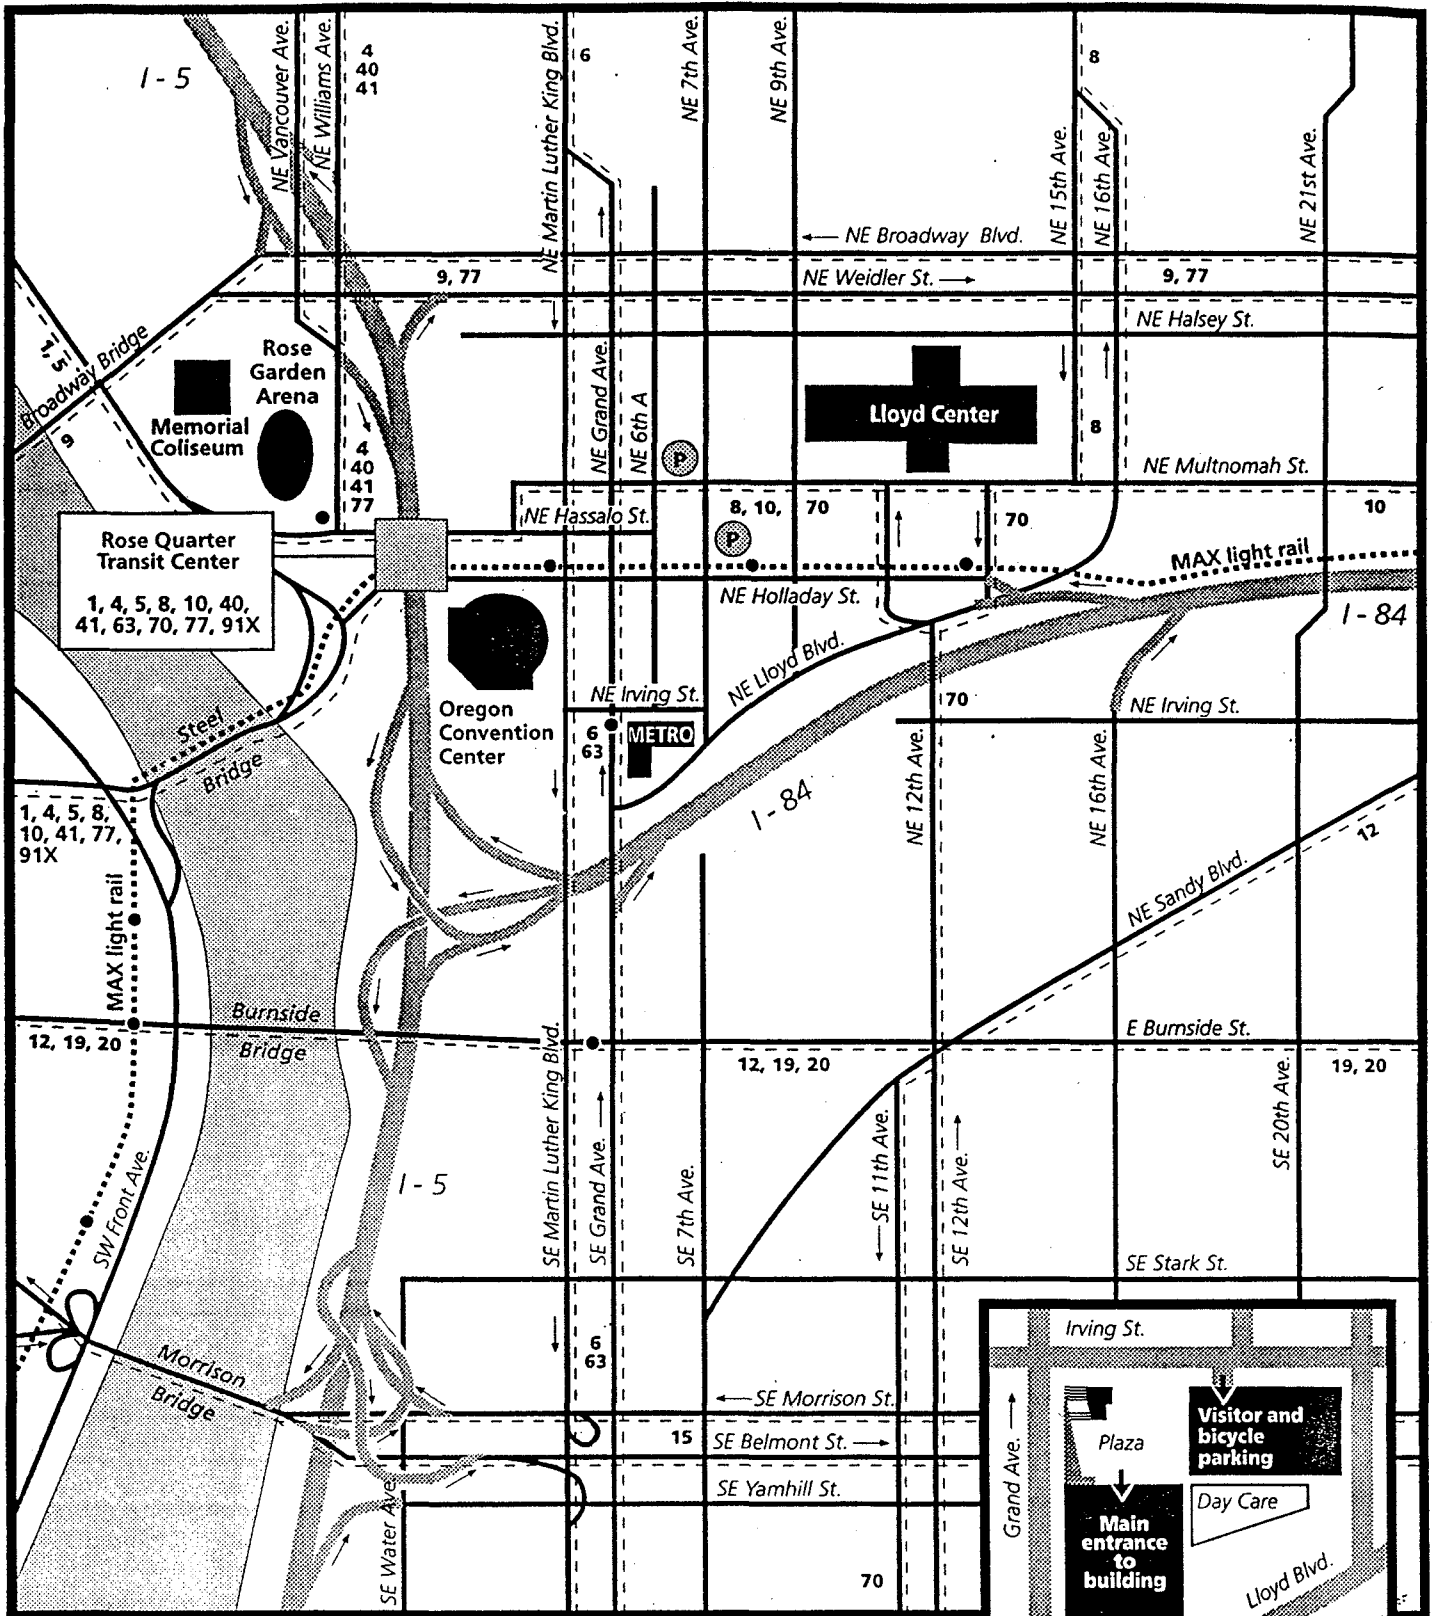 I - 5
NE Vancouver Ave.
NE Williams Ave.
4
40
41
NE Martin Luther King Blvd.
6
NE 7th Ave.
NE 9th Ave.
8
NE 15th Ave.
NE 16th Ave.
NE 21st Ave.
NE Broadway Blvd.
9, 77
NE Weidler St.
9, 77
NE Halsey St.
1, 5
Broadway Bridge
9
Rose
Garden
Arena
Memorial
Coliseum
4
40
41
77
NE Grand Ave.
NE 6th A
P
Lloyd Center
8
NE Multnomah St.
NE Hassalo St.
8, 10,
70
70
10
P
MAX light rail
Rose Quarter
Transit Center
1, 4, 5, 8, 10, 40,
41, 63, 70, 77, 91X
NE Holladay St.
I - 84
NE Lloyd Blvd.
Steel
Bridge
Oregon
Convention
Center
NE Irving St.
6
63
METRO
70
NE Irving St.
NE 12th Ave.
NE 16th Ave.
I - 84
1, 4, 5, 8,
10, 41, 77,
91X
12
NE Sandy Blvd.
MAX light rail
Burnside
Bridge
12, 19, 20
E Burnside St.
12, 19, 20
19, 20
SE Martin Luther King Blvd.
SE Grand Ave.
SE 7th Ave.
SE 11th Ave.
SE 12th Ave.
SE 20th Ave.
I - 5
SW Front Ave.
SE Stark St.
6
63
Morrison
Bridge
SE Morrison St.
15
SE Belmont St.
SE Yamhill St.
SE Water Ave.
70
Irving St.
Grand Ave.
Plaza
Visitor and
bicycle
parking
Day Care
Main
entrance
to
building
Lloyd Blvd.